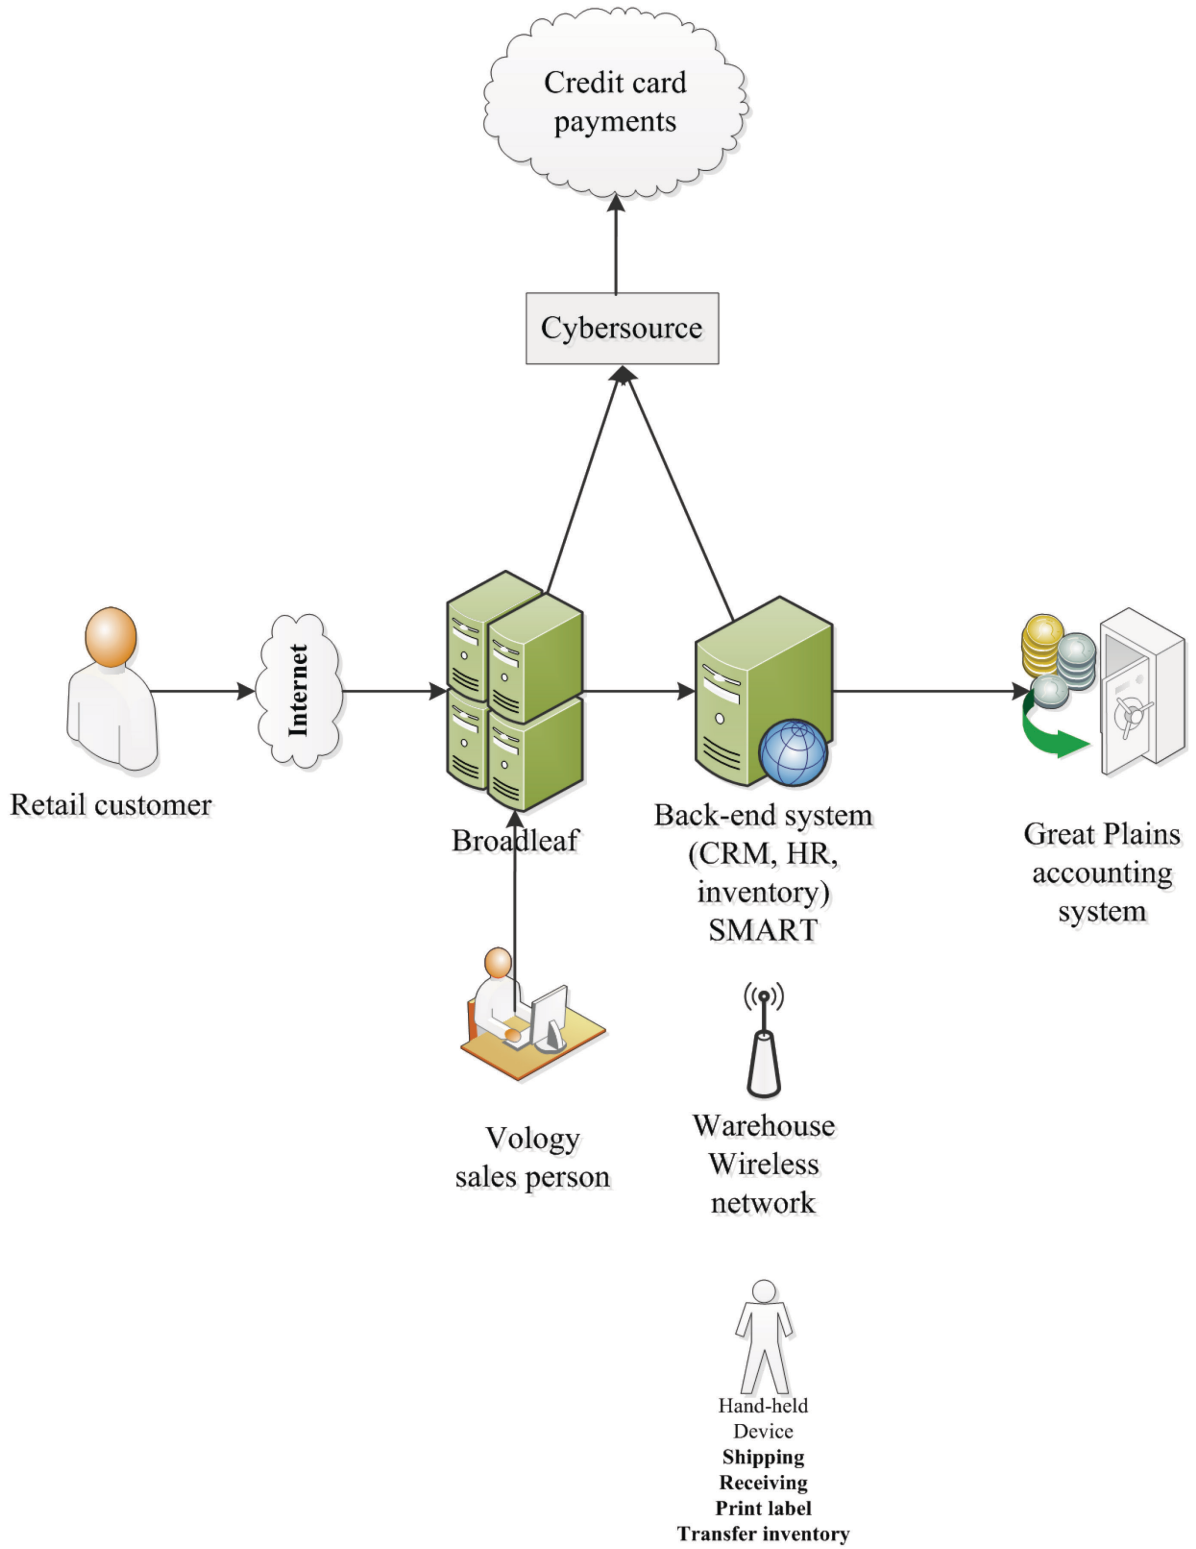 Credit card
payments
Cybersource
Internet
Retail customer
Broadleaf
Back-end system
(CRM, HR,
inventory)
SMART
Great Plains
accounting
system
Vology
sales person
Warehouse
Wireless
network
Hand-held
Device
Shipping
Receiving
Print label
Transfer inventory